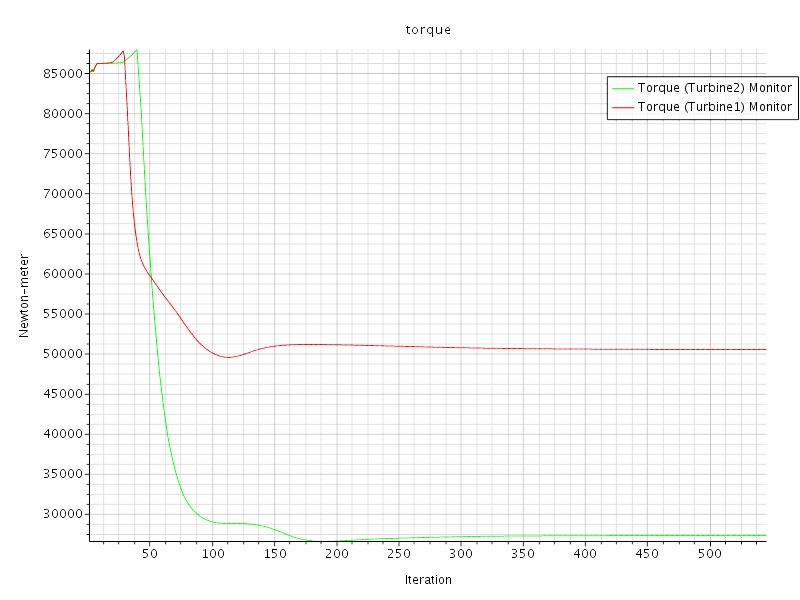 torque
Torque (Turbine2) Monitor
Torque (Turbine1) Monitor
85000
80000
75000
70000
65000
60000
55000
50000
45000
40000
35000
30000
Newton-meter
50 100 150 200 250 300 350 400 450 500
Iteration